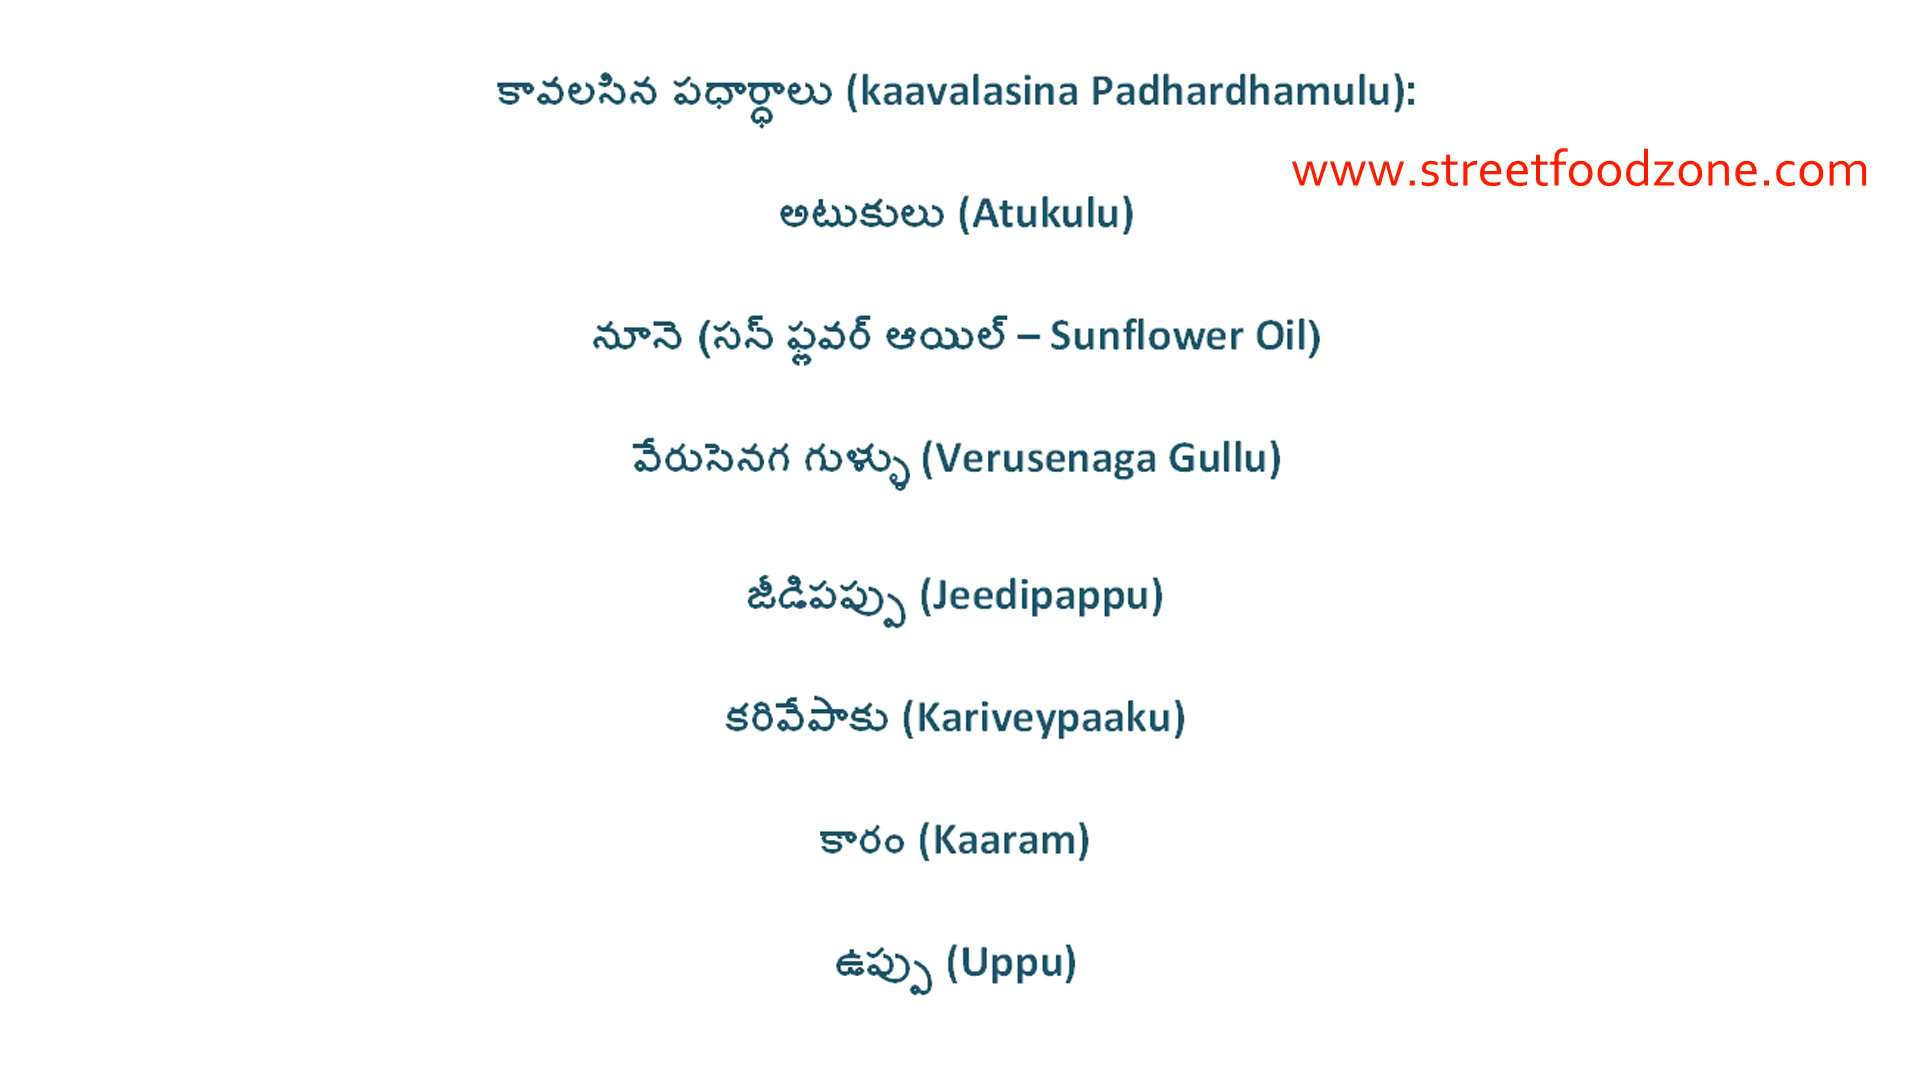 కావలసిన పధార్ధాలు (kaavalasina Padhardhamulu):
www.streetfoodzone.com
అటుకులు (Atukulu)
నూనె (సన్ ఫ్లవర్ ఆయిల్ – Sunflower Oil)
వేరుసెనగ గుళ్ళు (Verusenaga Gullu)
జీడిపప్పు (Jeedipappu)
కరివేపాకు (Kariveypaaku)
కారం (Kaaram)
ఉప్పు (Uppu)